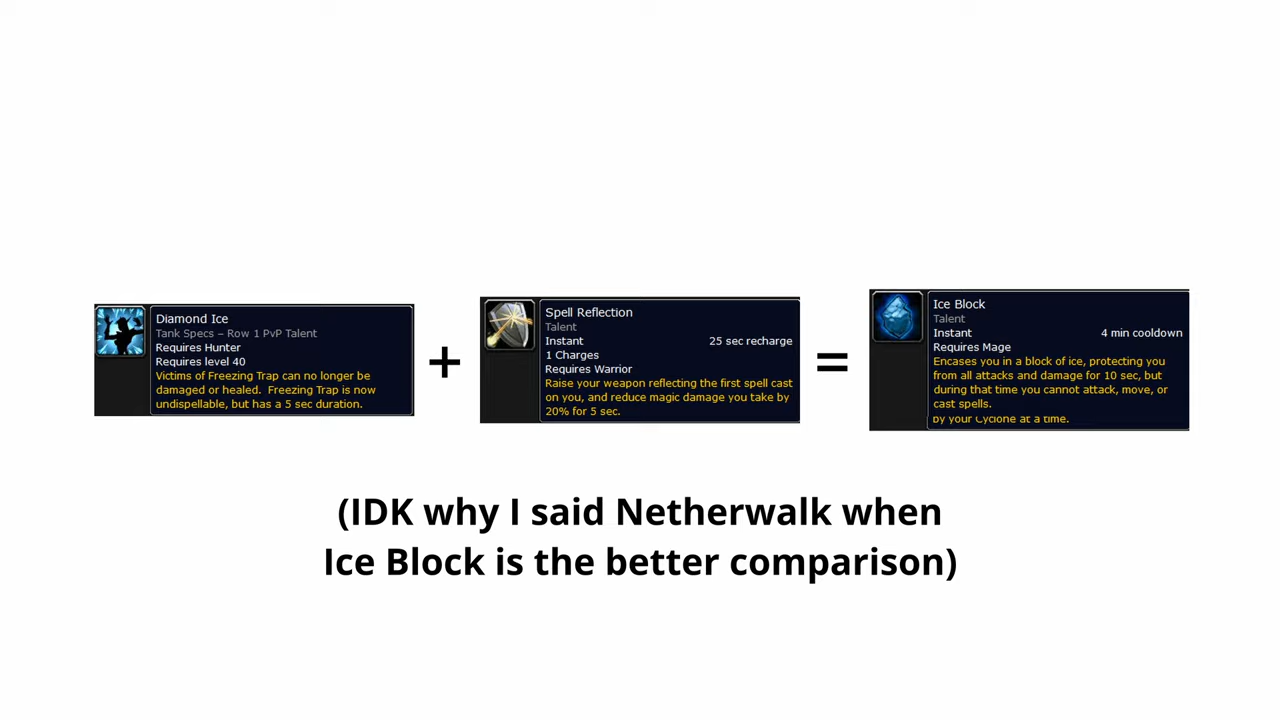 Diamond Ice
Tank Specs – Row 1 PvP Talent
Requires Hunter
Requires level 40
Victims of Freezing Trap can no longer be
damaged or healed.  Freezing Trap is now
undispellable, but has a 5 sec duration.
+
Spell Reflection
Talent
Instant 25 sec recharge
1 Charges
Requires Warrior
Raise your weapon reflecting the first spell cast
on you, and reduce magic damage you take by
20% for 5 sec.
=
Ice Block
Talent
Instant 4 min cooldown
Requires Mage
Encases you in a block of ice, protecting you
from all attacks and damage for 10 sec, but
during that time you cannot attack, move, or
cast spells.
by your Cyclone at a time.
(IDK why I said Netherwalk when
Ice Block is the better comparison)